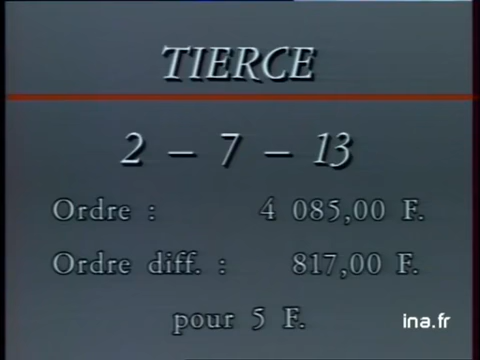 TIERCE
2 – 7 – 13
Ordre : 4 085,00 F.
Ordre diff. : 817,00 F.
pour 5 F.
ina.fr